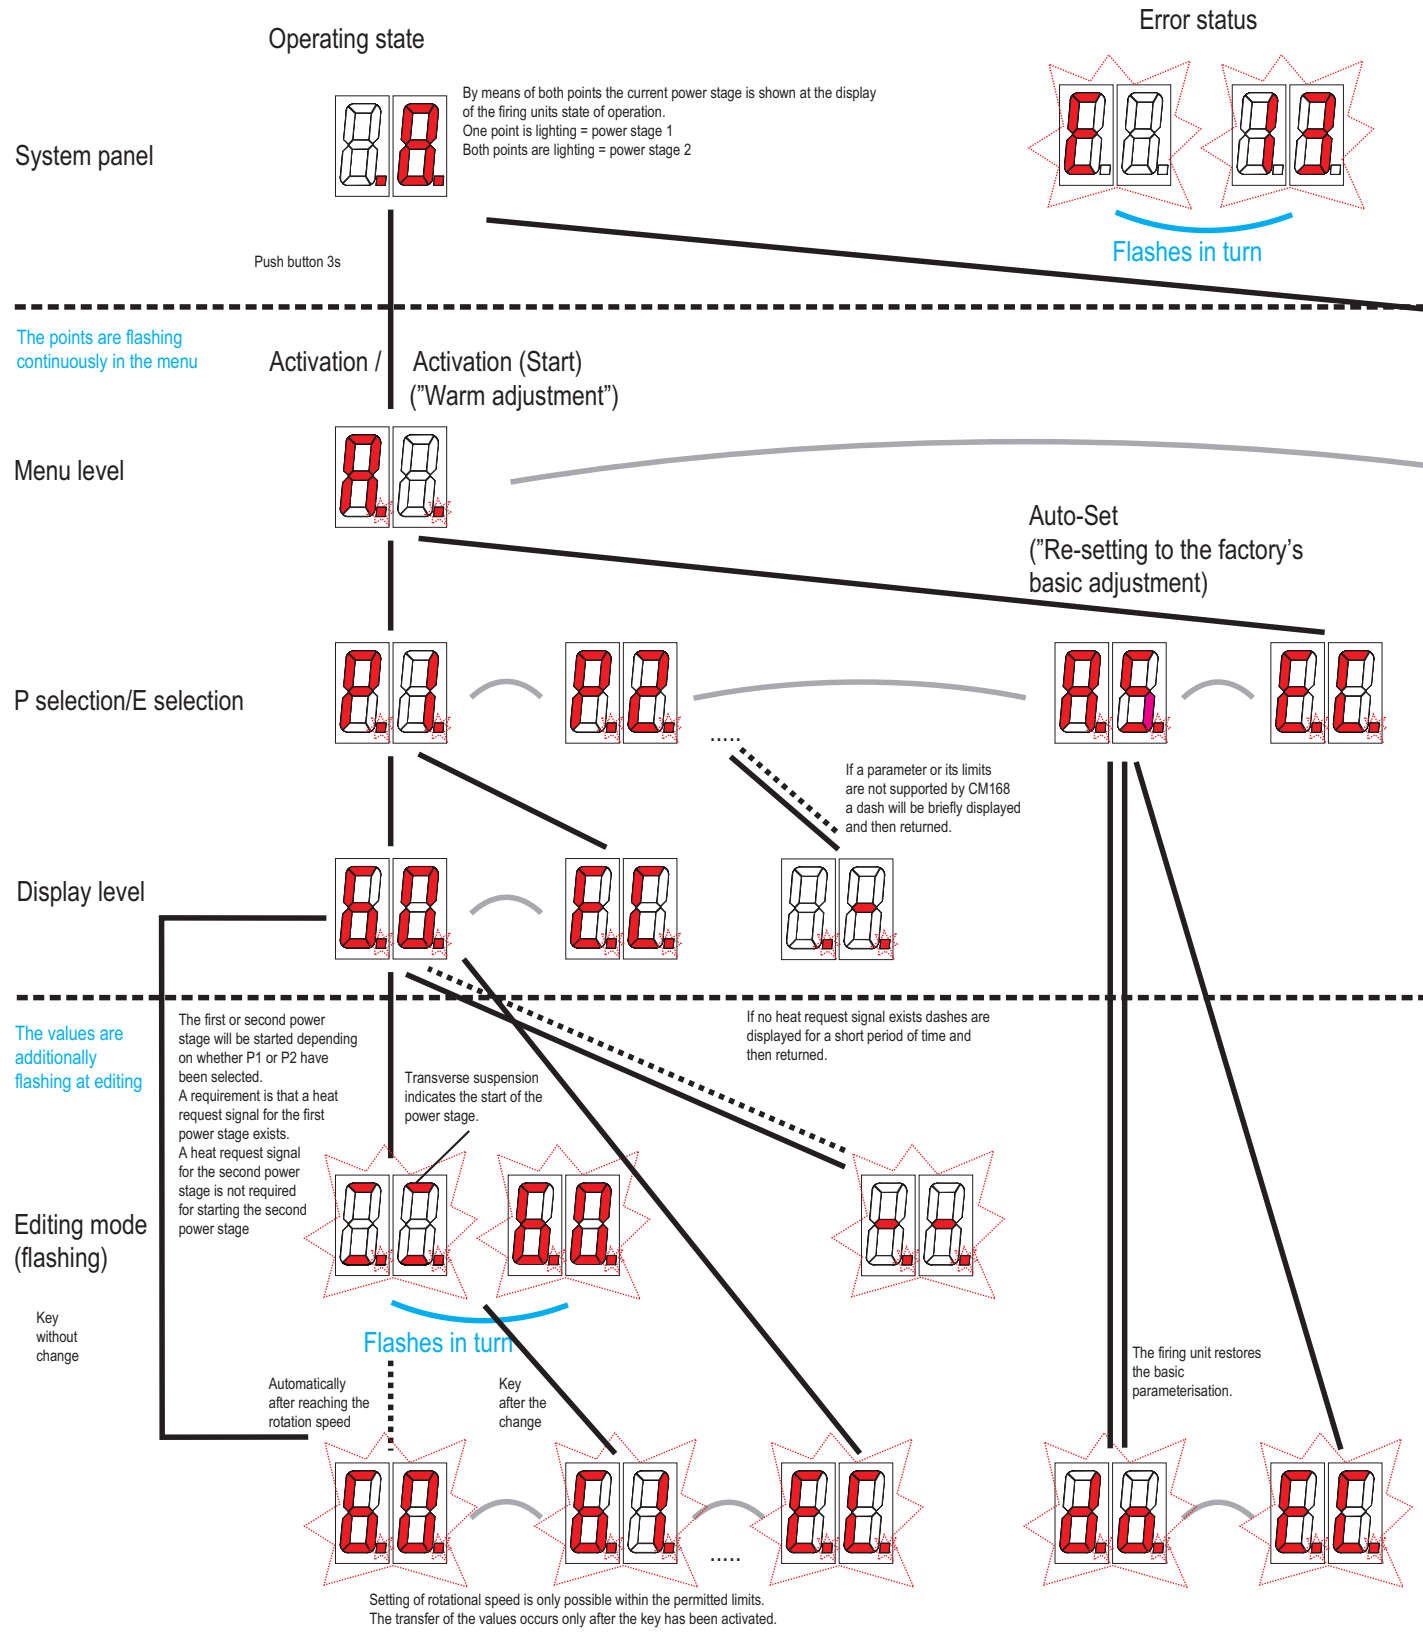 Error status
Operating state
By means of both points the current power stage is shown at the display
of the firing units state of operation.
One point is lighting = power stage 1
Both points are lighting = power stage 2
System panel
Flashes in turn
Push button 3s
The points are flashing
continuously in the menu
Activation / Activation (Start)
("Warm adjustment")
Menu level
Auto-Set
("Re-setting to the factory's
basic adjustment)
P selection/E selection
.....
If a parameter or its limits
are not supported by CM168
a dash will be briefly displayed
and then returned.
Display level
The values are
additionally
flashing at editing
The first or second power
stage will be started depending
on whether P1 or P2 have
been selected.
A requirement is that a heat
request signal for the first
power stage exists.
A heat request signal
for the second power
stage is not required
for starting the second
power stage
Transverse suspension
indicates the start of the
power stage.
If no heat request signal exists dashes are
displayed for a short period of time and
then returned.
Editing mode
(flashing)
Key
without
change
Flashes in turn
Automatically
after reaching the
rotation speed
Key
after the
change
The firing unit restores
the basic
parameterisation.
.....
Setting of rotational speed is only possible within the permitted limits.
The transfer of the values occurs only after the key has been activated.